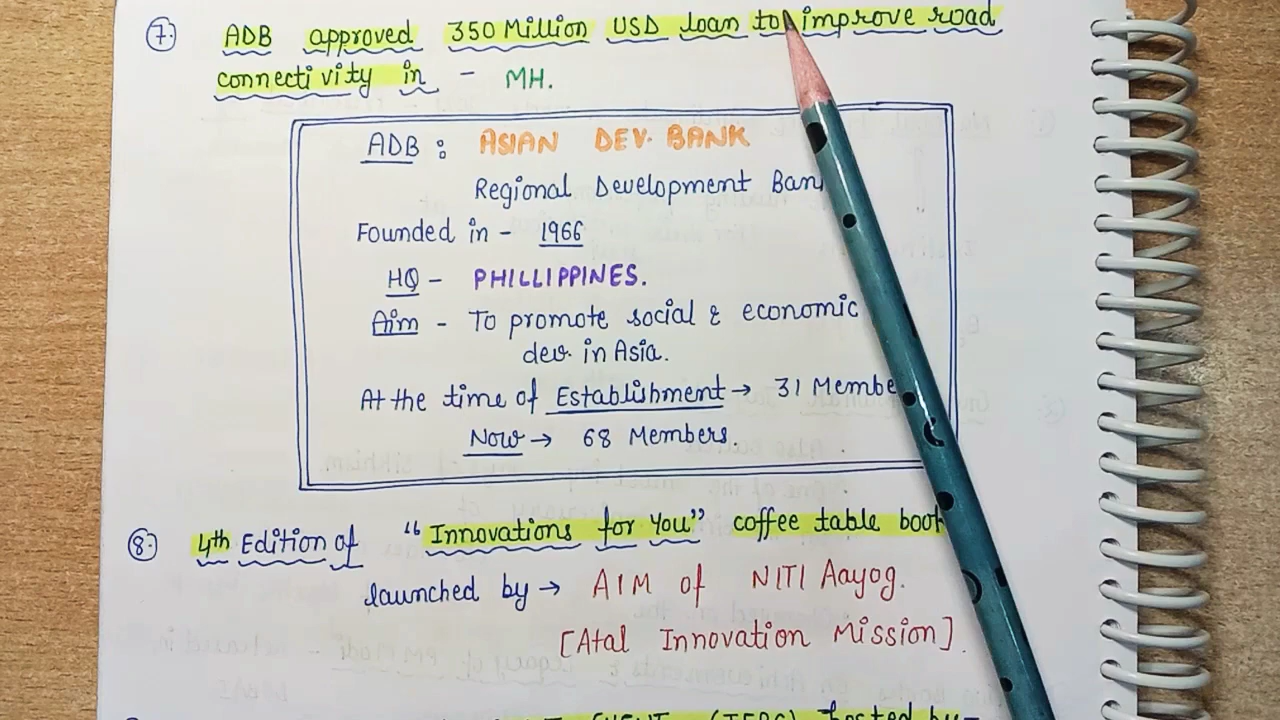 7. ADB approved 350 Million USD loan to improve road
connectivity in - MH.
ADB : ASIAN DEV. BANK
Regional Development Ban
Founded in - 1966
HQ - PHILLIPPINES.
Aim - To promote social & economic
dev. in Asia.
At the time of Establishment → 31 Membe
Now → 68 Members.
8. 4th Edition of "Innovations for You" coffee table book
launched by → AIM of NITI Aayog.
[Atal Innovation Mission]
hosted by-